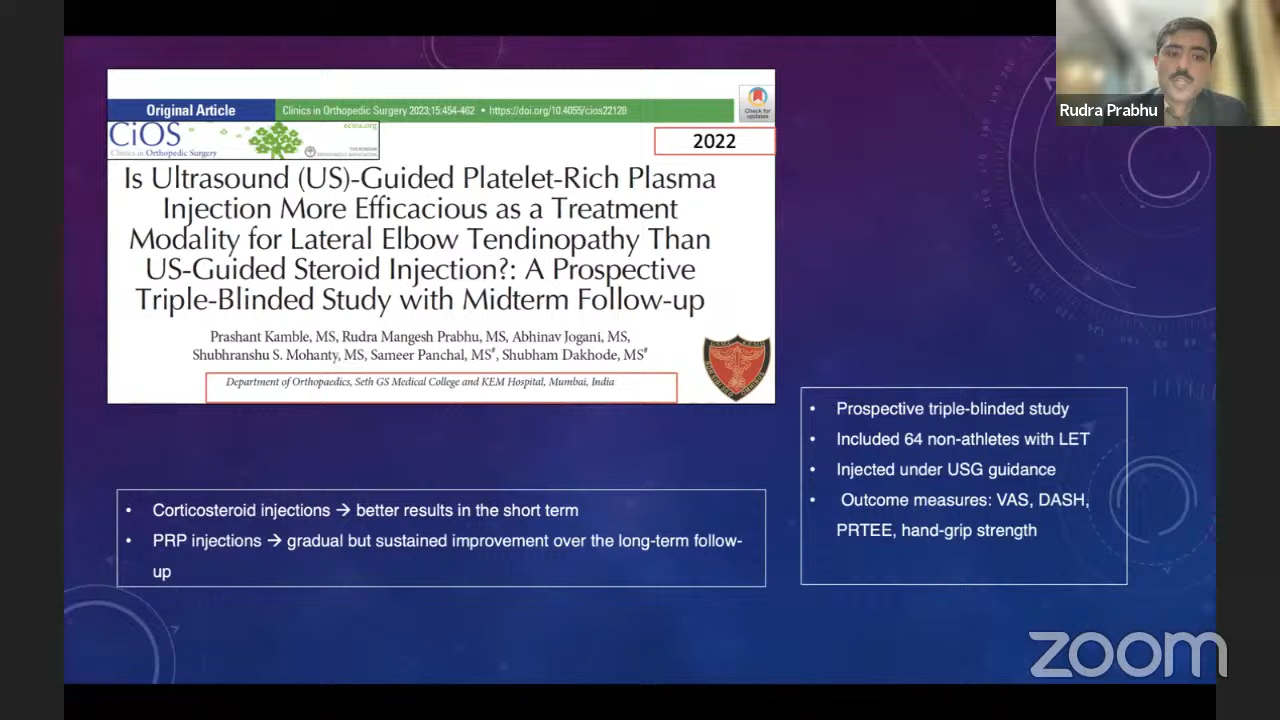 Rudra Prabhu
Original Article
Clinics in Orthopedic Surgery 2023;15:454-462 • https://doi.org/10.4055/cios22128
Check for
updates
CiOS
ecios.org
Clinics in Orthopedic Surgery
2022
Is Ultrasound (US)-Guided Platelet-Rich Plasma
Injection More Efficacious as a Treatment
Modality for Lateral Elbow Tendinopathy Than
US-Guided Steroid Injection?: A Prospective
Triple-Blinded Study with Midterm Follow-up
Prashant Kamble, MS, Rudra Mangesh Prabhu, MS, Abhinav Jogani, MS,
Shubhranshu S. Mohanty, MS, Sameer Panchal, MS#, Shubham Dakhode, MS#
Department of Orthopaedics, Seth GS Medical College and KEM Hospital, Mumbai, India
• Prospective triple-blinded study
• Included 64 non-athletes with LET
• Injected under USG guidance
• Outcome measures: VAS, DASH,
PRTEE, hand-grip strength
• Corticosteroid injections → better results in the short term
• PRP injections → gradual but sustained improvement over the long-term follow-
up
zoom